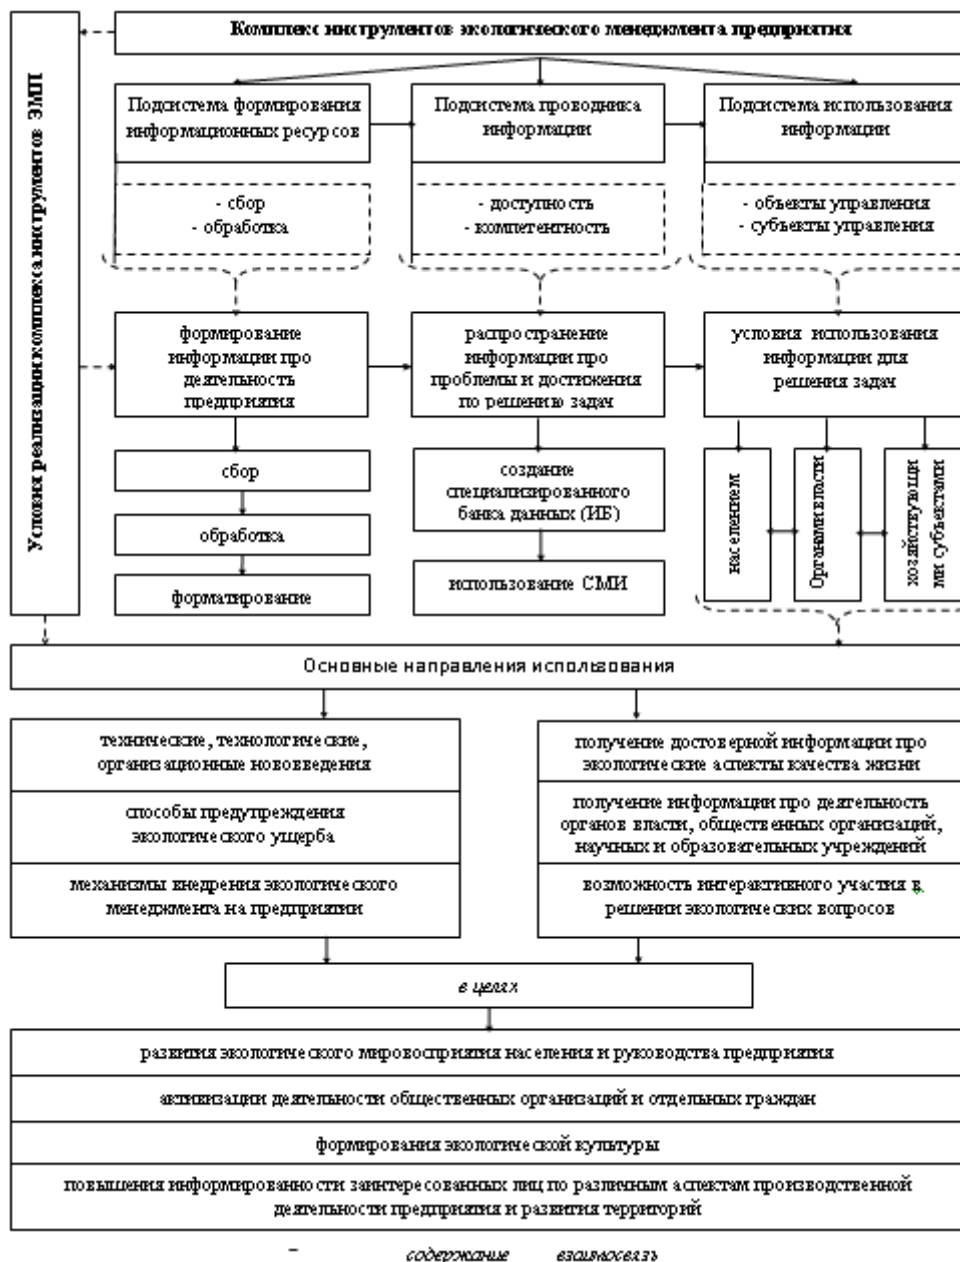 Комплекс инструментов экологического менеджмента предприятия
Условия реализации комплекса инструментов ЭМП
Подсистема формирования
информационных ресурсов
Подсистема проводника
информации
Подсистема использования
информации
- сбор
- обработка
- доступность
- компетентность
- объекты управления
- субъекты управления
формирование
информации про
деятельность
предприятия
распространение
информации про
проблемы и достижения
по решению задач
условия использования
информации для
решения задач
сбор
обработка
форматирование
создание
специализированного
банка данных (ИБ)
использование СМИ
населением
Органами власти
хозяйствующи
ми субъектами
Основные направления использования
технические, технологические,
организационные нововведения
способы предупреждения
экологического ущерба
механизмы внедрения экологического
менеджмента на предприятии
получение достоверной информации про
экологические аспекты качества жизни
получение информации про деятельность
органов власти, общественных организаций,
научных и образовательных учреждений
возможность интерактивного участия в
решении экологических вопросов
в целях
развития экологического мировосприятия населения и руководства предприятия
активизации деятельности общественных организаций и отдельных граждан
формирования экологической культуры
повышения информированности заинтересованных лиц по различным аспектам производственной
деятельности предприятия и развития территорий
– содержание взаимосвязь